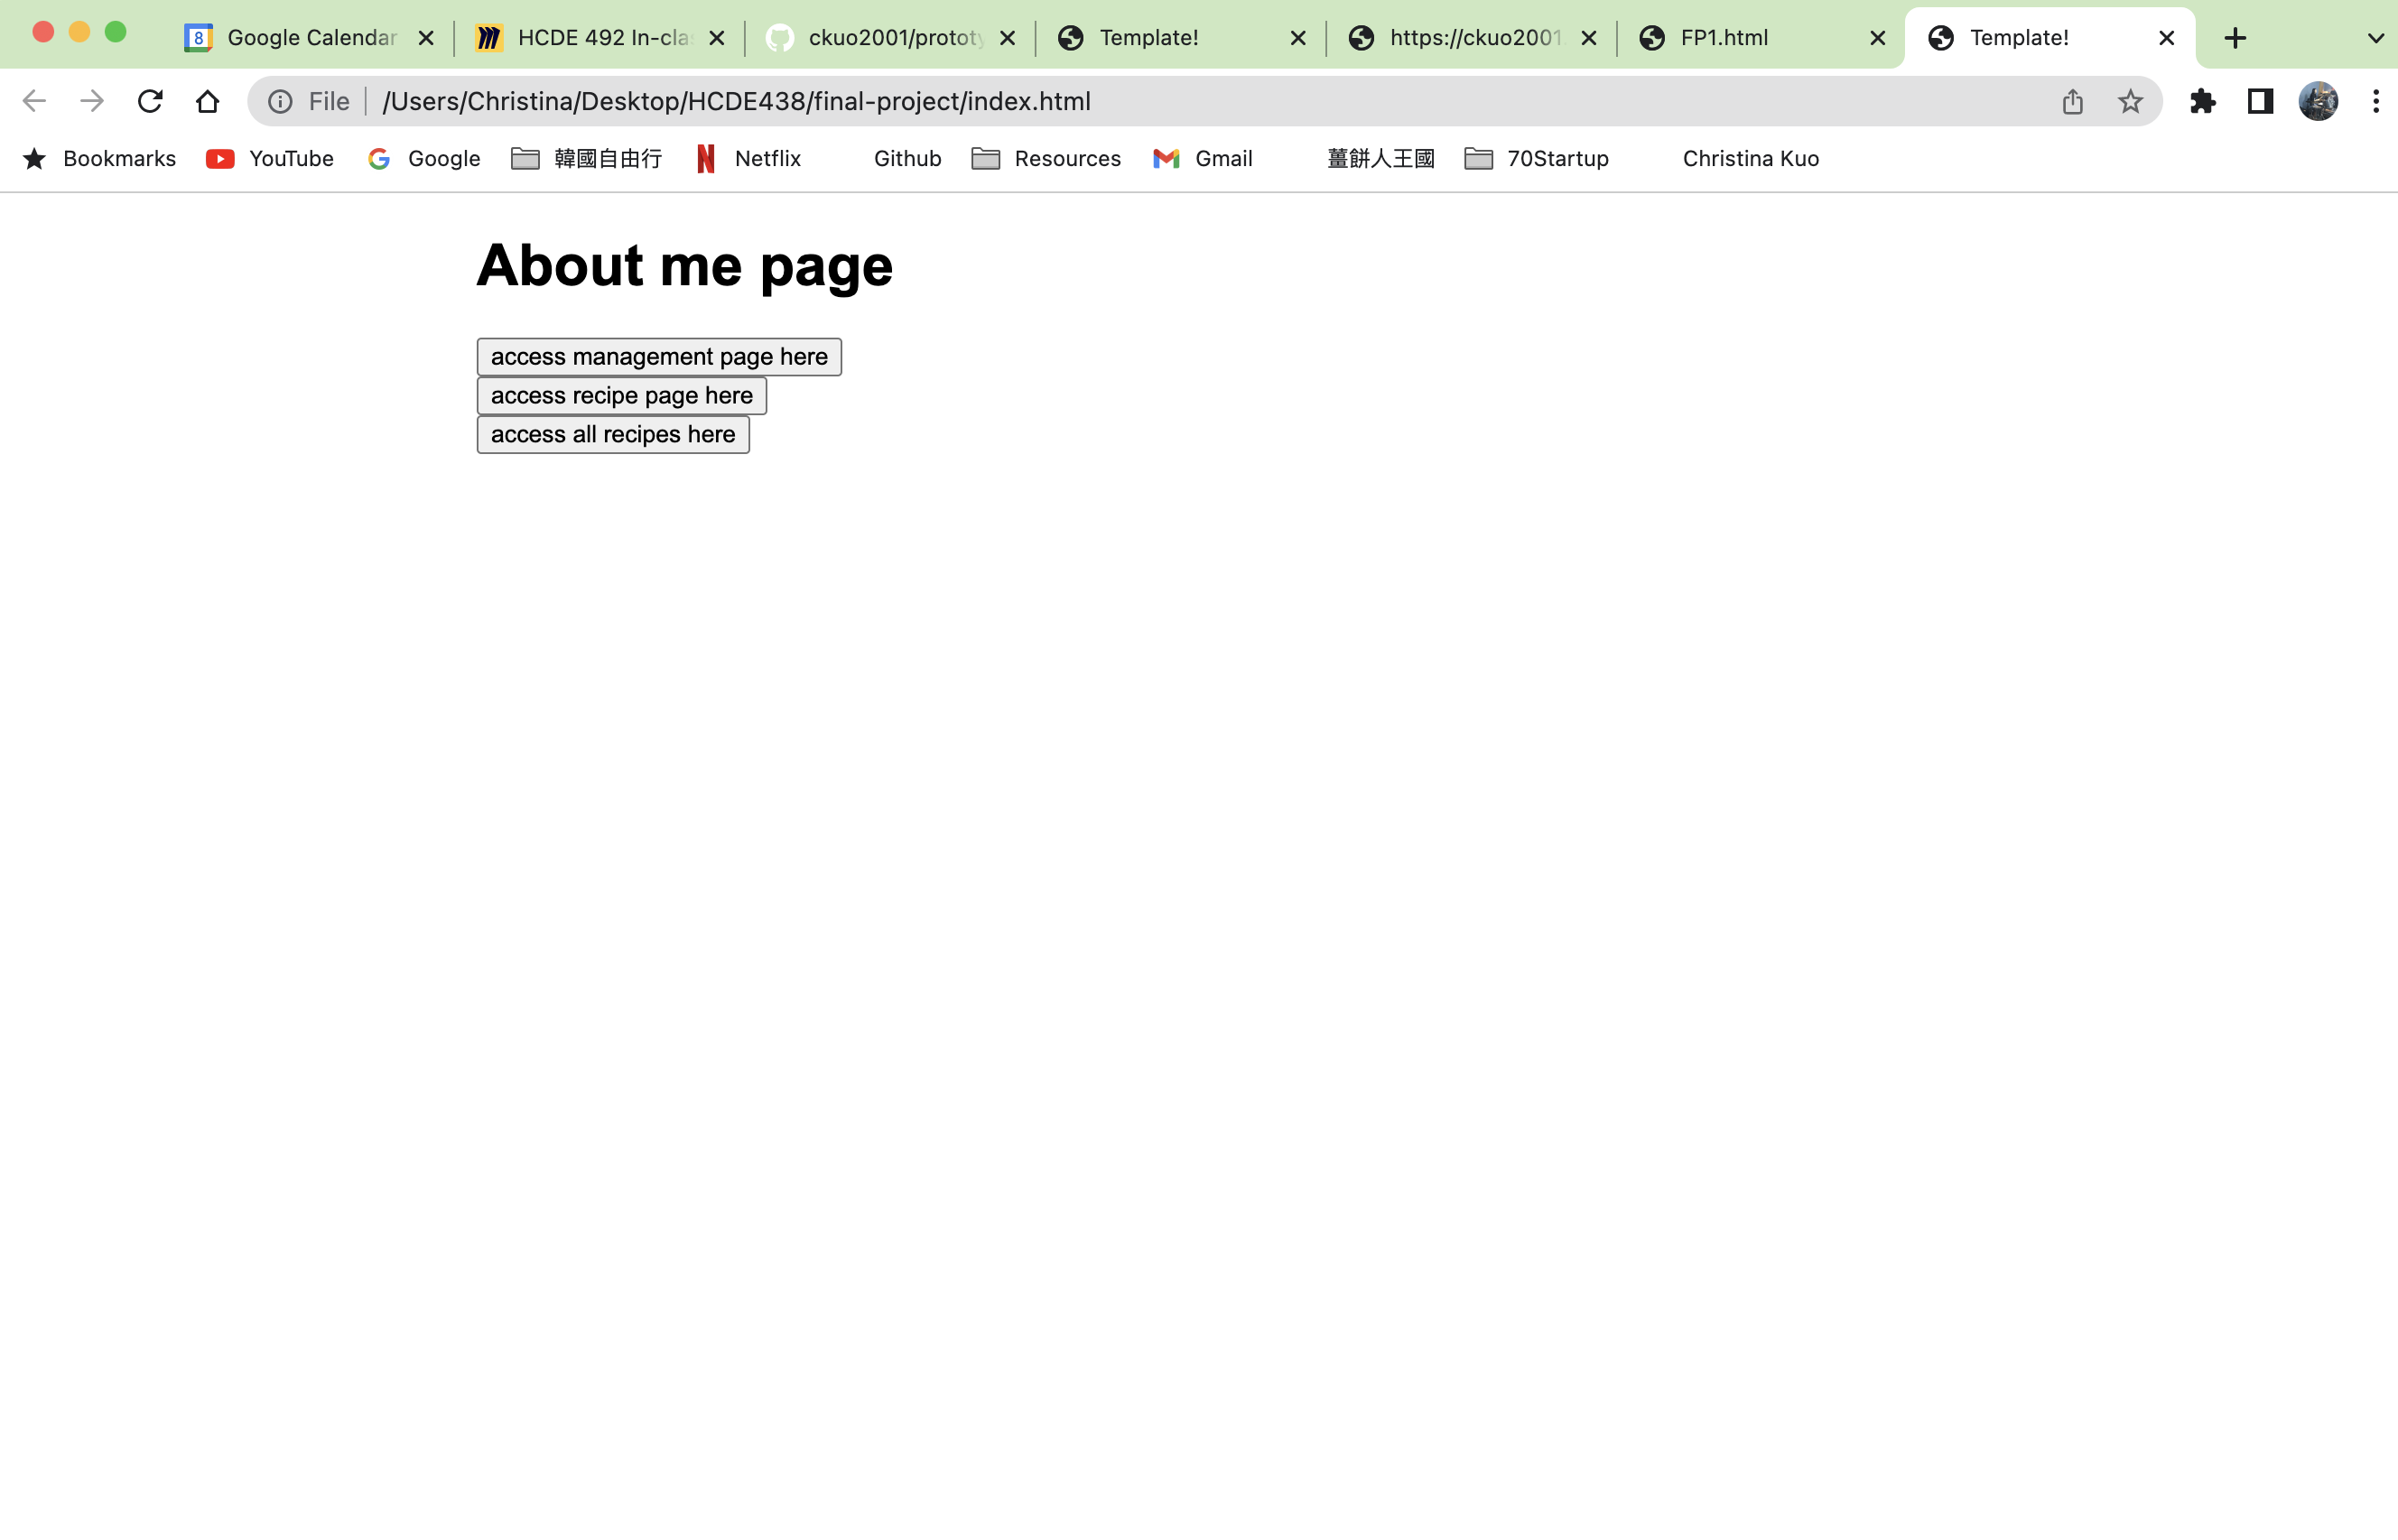 8 Google Calendar HCDE 492 In-cla ckuo2001/prototy Template! https://ckuo2001. FP1.html Template!
File /Users/Christina/Desktop/HCDE438/final-project/index.html
Bookmarks YouTube Google 韓國自由行 Netflix Github Resources Gmail 薑餅人王國 70Startup Christina Kuo
About me page
access management page here
access recipe page here
access all recipes here